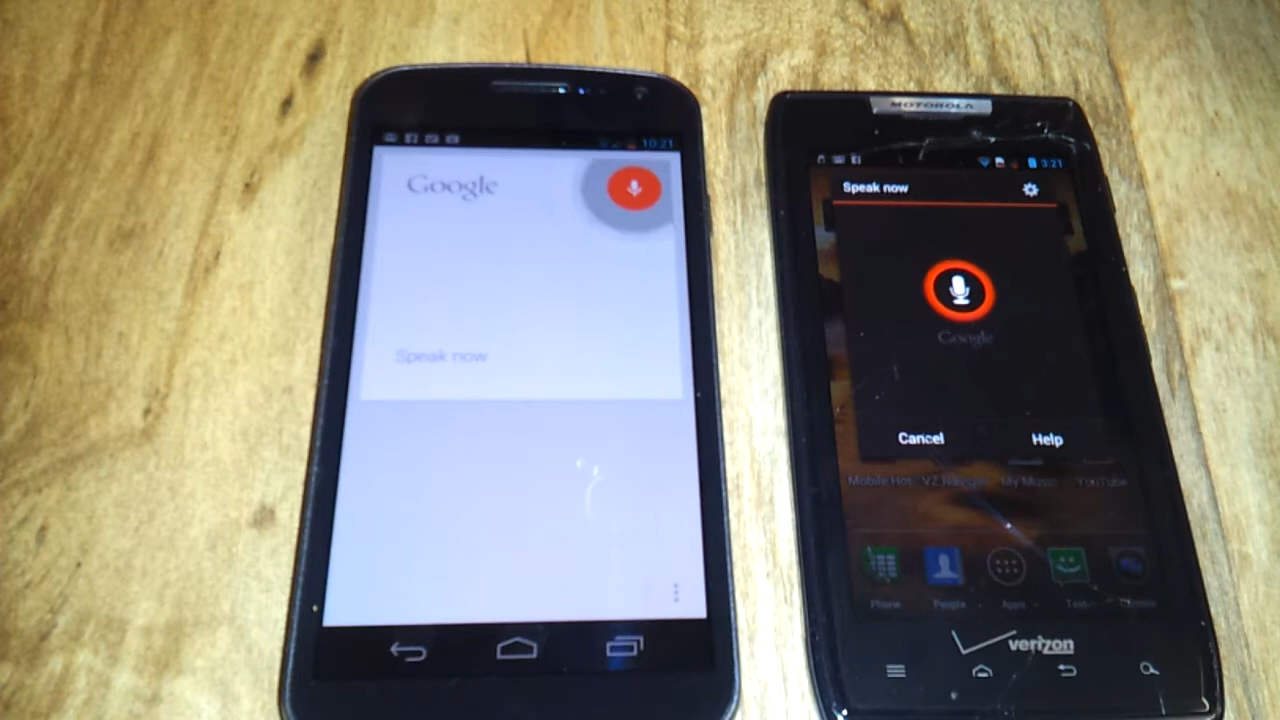 10:21
Google
Speak now
MOTOROLA
3:21
Speak now
Google
Cancel Help
Mobile Hot VZ Navigator My Music YouTube
Phone People Apps Text
verizon